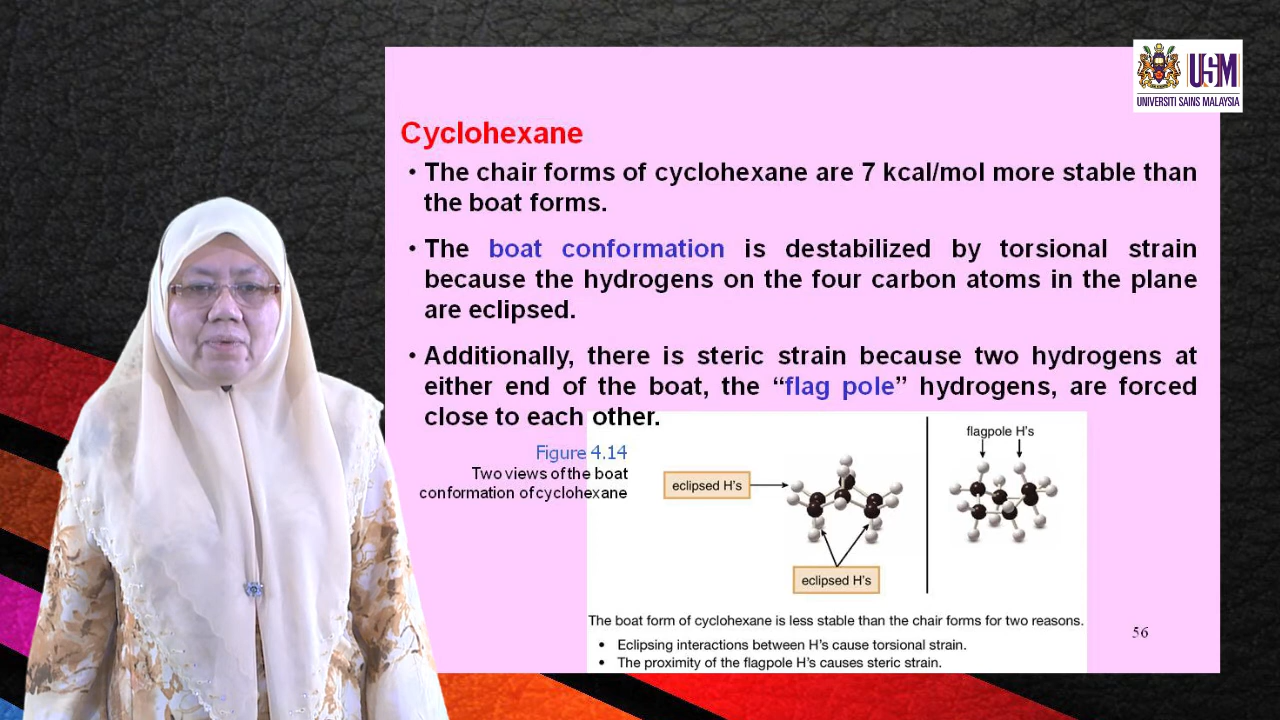 USM
UNIVERSITI SAINS MALAYSIA
Cyclohexane
• The chair forms of cyclohexane are 7 kcal/mol more stable than
the boat forms.
• The boat conformation is destabilized by torsional strain
because the hydrogens on the four carbon atoms in the plane
are eclipsed.
• Additionally, there is steric strain because two hydrogens at
either end of the boat, the “flag pole” hydrogens, are forced
close to each other.
Figure 4.14
Two views of the boat
conformation of cyclohexane
eclipsed H's
eclipsed H's
flagpole H's
The boat form of cyclohexane is less stable than the chair forms for two reasons.
• Eclipsing interactions between H's cause torsional strain.
• The proximity of the flagpole H's causes steric strain.
56